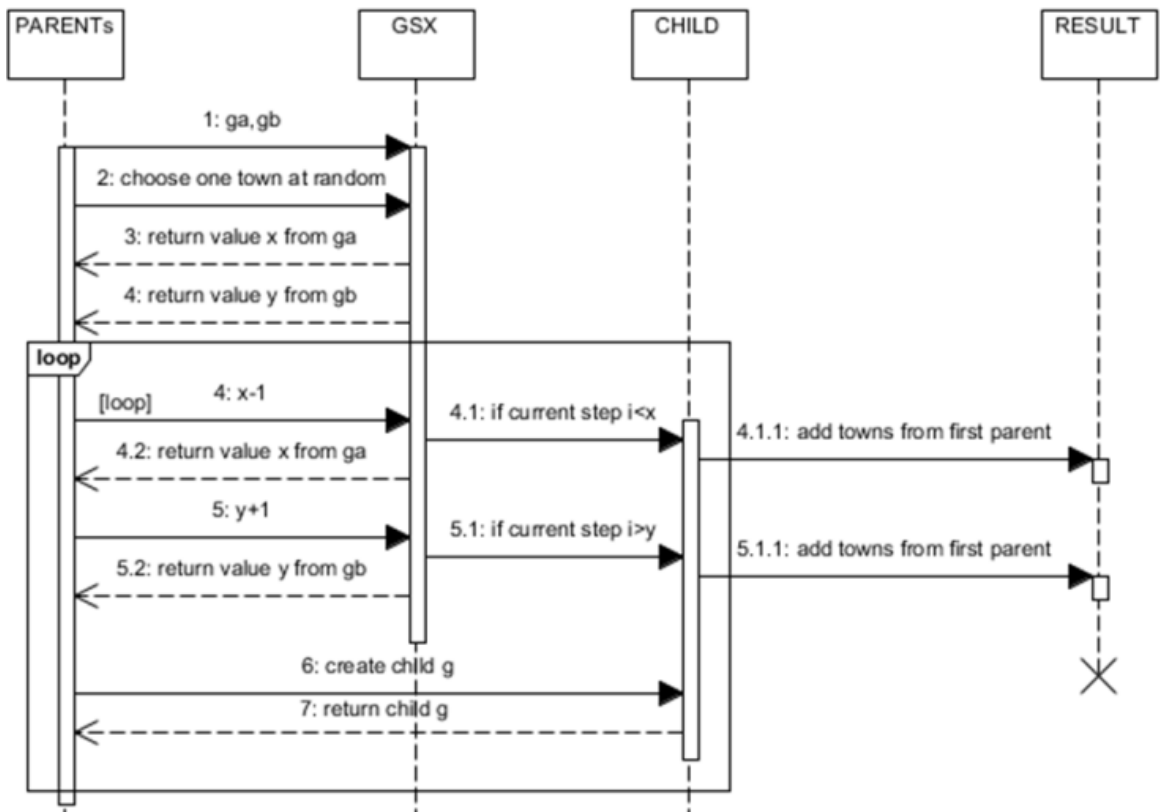 PARENTs
GSX
CHILD
RESULT
1: ga,gb
2: choose one town at random
3: return value x from ga
4: return value y from gb
loop
[loop]
4: x-1
4.1: if current step i<x
4.1.1: add towns from first parent
4.2: return value x from ga
5: y+1
5.1: if current step i>y
5.1.1: add towns from first parent
5.2: return value y from gb
6: create child g
7: return child g